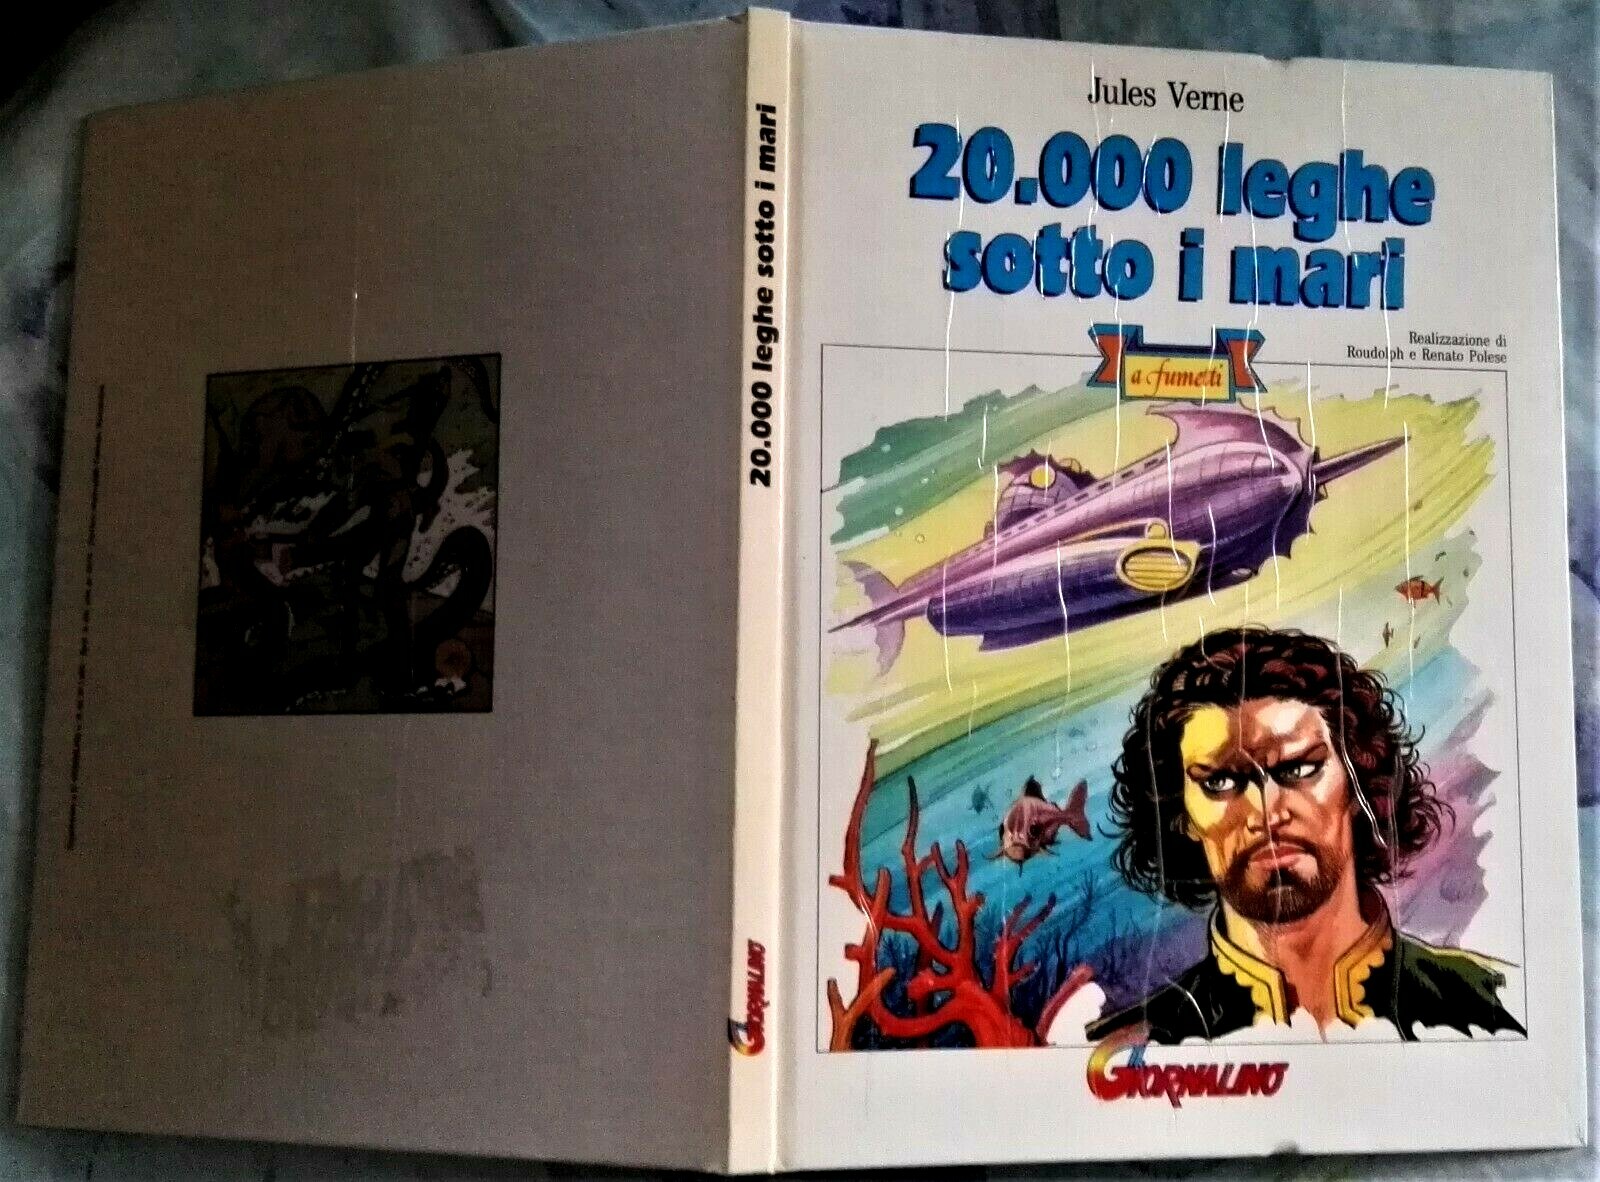 20.000 leghe sotto i mari
GIORNALINO
Jules Verne
20.000 leghe
sotto i mari
Realizzazione di
Roudolph e Renato Polese
a fumetti
GIORNALINO